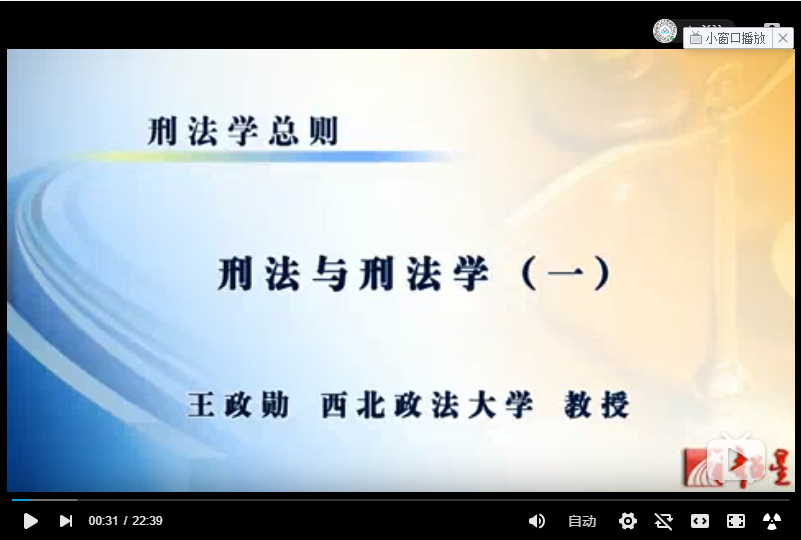 小窗口播放
刑法学总则
刑法与刑法学（一）
王政勋 西北政法大学 教授
星
00:31 / 22:39
自动